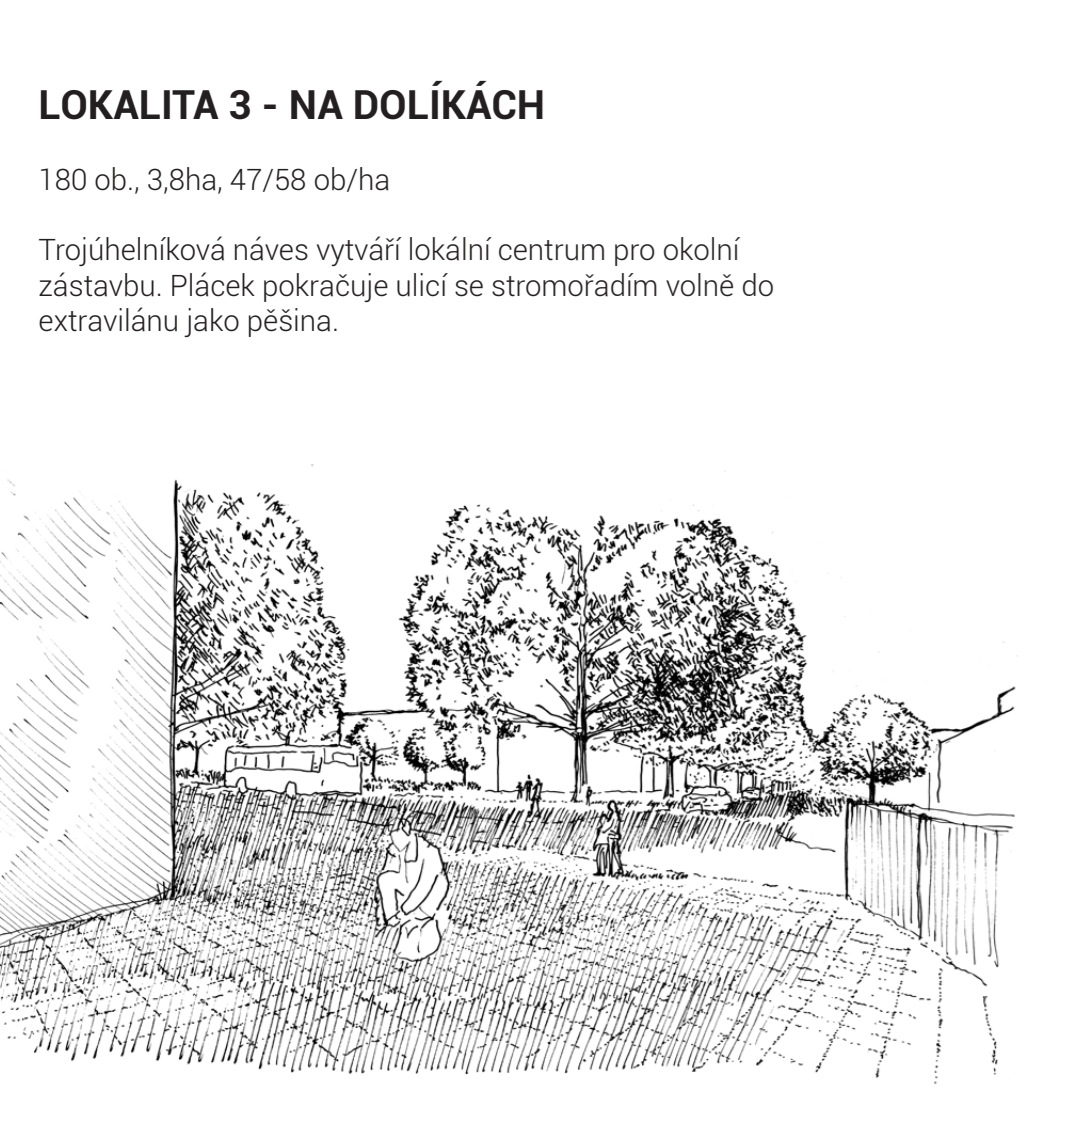 LOKALITA 3 - NA DOLÍKÁCH
180 ob., 3,8ha, 47/58 ob/ha
Trojúhelníková náves vytváří lokální centrum pro okolní
zástavbu. Plácek pokračuje ulicí se stromořadím volně do
extravilánu jako pěšina.